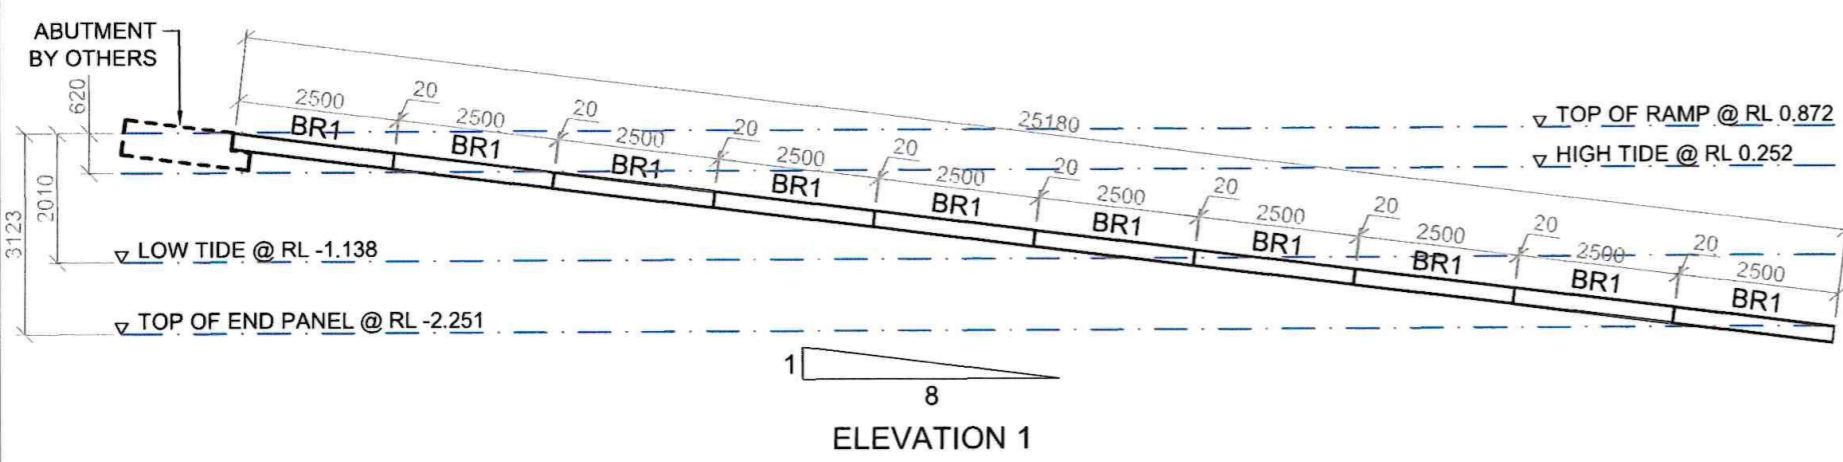 ABUTMENT
BY OTHERS
620
3123
2010
2500 20 2500 20 2500 20 2500 20 2500 20 2500 20 2500 20 2500 20 2500 20 2500
BR1 BR1 BR1 BR1 BR1 BR1 BR1 BR1 BR1 BR1
25180
TOP OF RAMP @ RL 0.872
HIGH TIDE @ RL 0.252
LOW TIDE @ RL -1.138
TOP OF END PANEL @ RL -2.251
1
8
ELEVATION 1